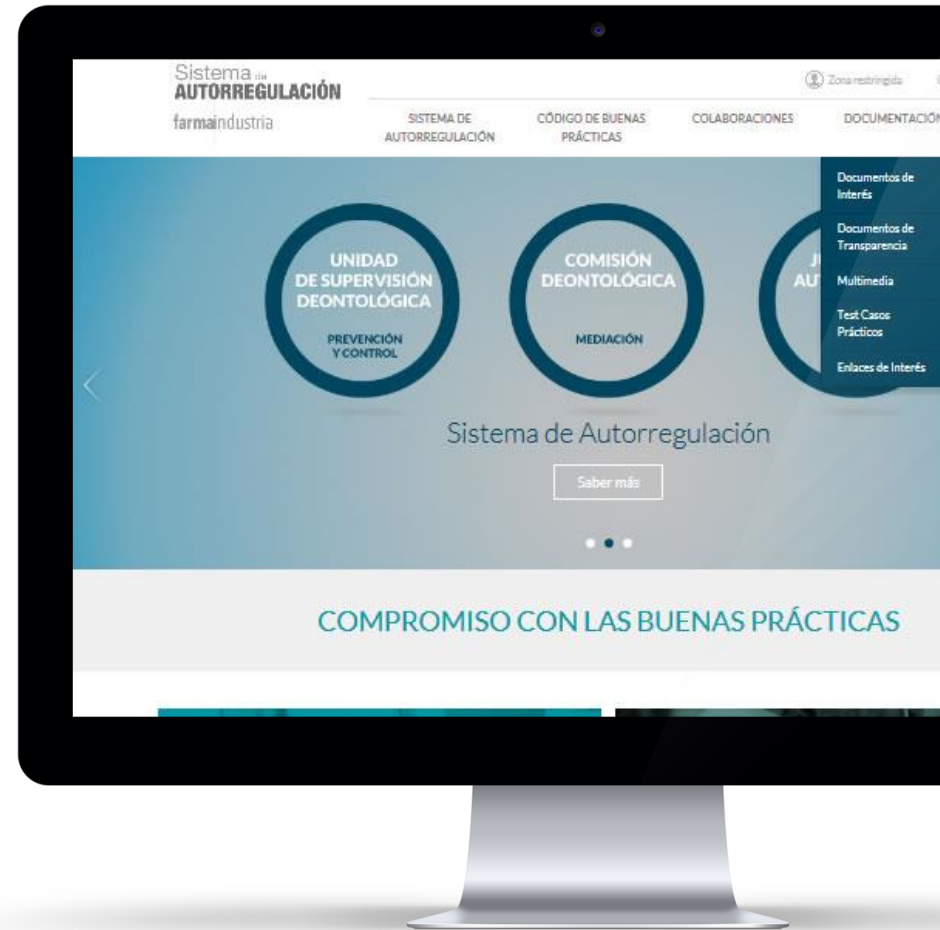 Sistema de
AUTORREGULACIÓN
farmaindustria
Zona restringida
SISTEMA DE
AUTORREGULACIÓN
CÓDIGO DE BUENAS
PRÁCTICAS
COLABORACIONES
DOCUMENTACIÓN
Documentos de
Interés
Documentos de
Transparencia
Multimedia
Test Casos
Prácticos
Enlaces de Interés
UNIDAD
DE SUPERVISIÓN
DEONTOLÓGICA
PREVENCIÓN
Y CONTROL
COMISIÓN
DEONTOLÓGICA
MEDIACIÓN
J
AU
Sistema de Autorregulación
Saber más
COMPROMISO CON LAS BUENAS PRÁCTICAS